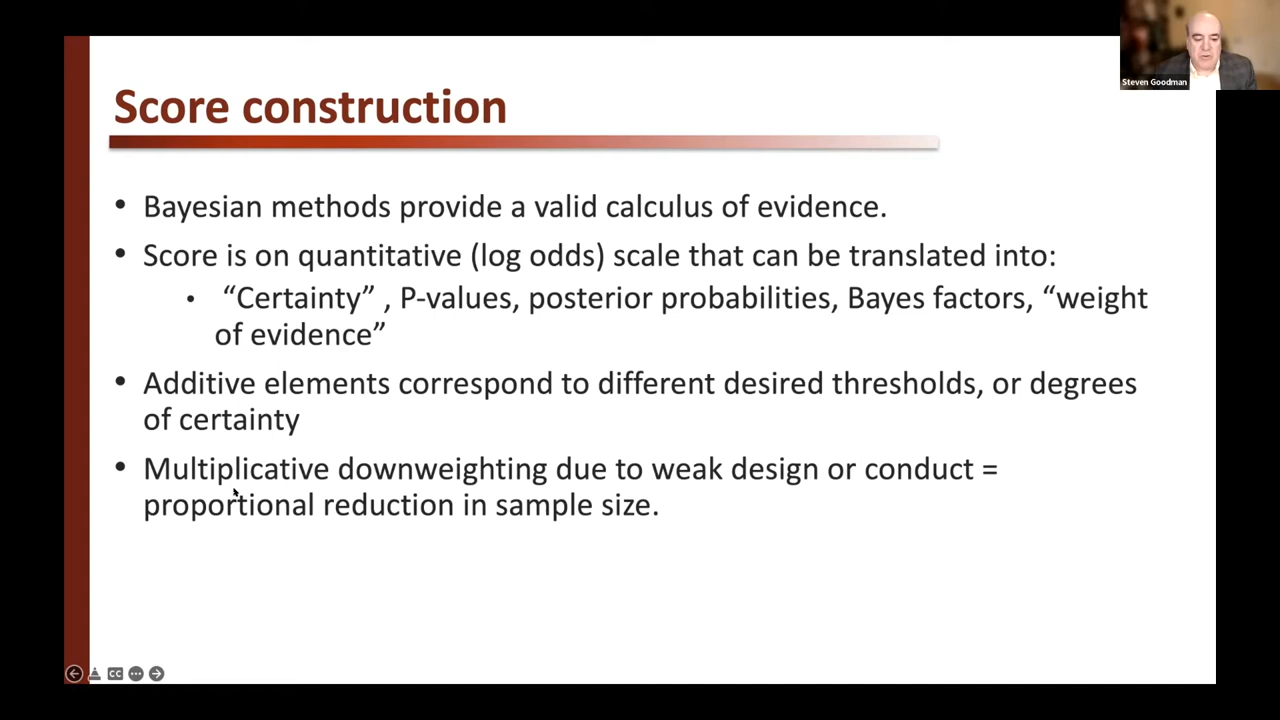 Steven Goodman
Score construction
• Bayesian methods provide a valid calculus of evidence.
• Score is on quantitative (log odds) scale that can be translated into:
• “Certainty” , P-values, posterior probabilities, Bayes factors, “weight
of evidence”
• Additive elements correspond to different desired thresholds, or degrees
of certainty
• Multiplicative downweighting due to weak design or conduct =
proportional reduction in sample size.
CC